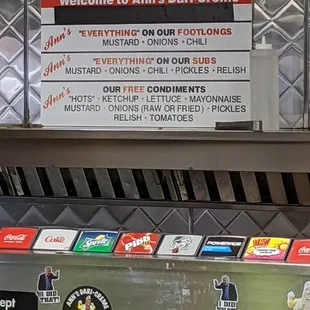 Welcome to Ann's Dari-Creme
Ann's "EVERYTHING" ON OUR FOOTLONGS
MUSTARD · ONIONS · CHILI
Ann's "EVERYTHING" ON OUR SUBS
MUSTARD · ONIONS · CHILI · PICKLES · RELISH
Ann's OUR FREE CONDIMENTS
"HOTS" · KETCHUP · LETTUCE · MAYONNAISE
MUSTARD · ONIONS (RAW OR FRIED) · PICKLES
RELISH · TOMATOES
Coca-Cola
Coke
Sprite
PIBB
POWERADE
Coca-Cola
I DID THAT!
ANN'S DARI-CREME
I DID THAT!
ept